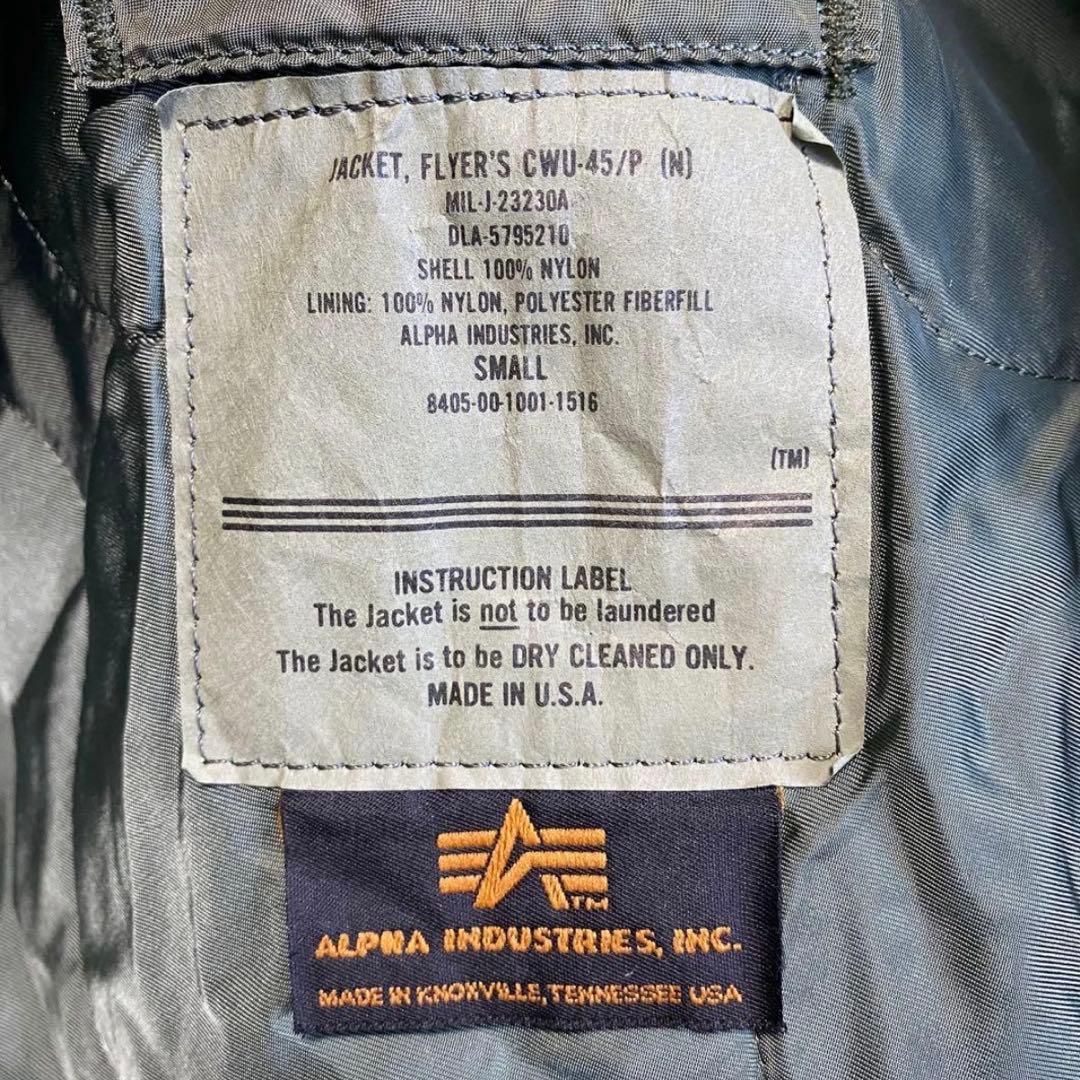 JACKET, FLYER'S CWU-45/P (N)
MIL-J-23230A
DLA-5795210
SHELL 100% NYLON
LINING: 100% NYLON, POLYESTER FIBERFILL
ALPHA INDUSTRIES, INC.
SMALL
8405-00-1001-1516
(TM)
INSTRUCTION LABEL
The Jacket is not to be laundered
The Jacket is to be DRY CLEANED ONLY.
MADE IN U.S.A.
TM
ALPHA INDUSTRIES, INC.
MADE IN KNOXVILLE, TENNESSEE USA